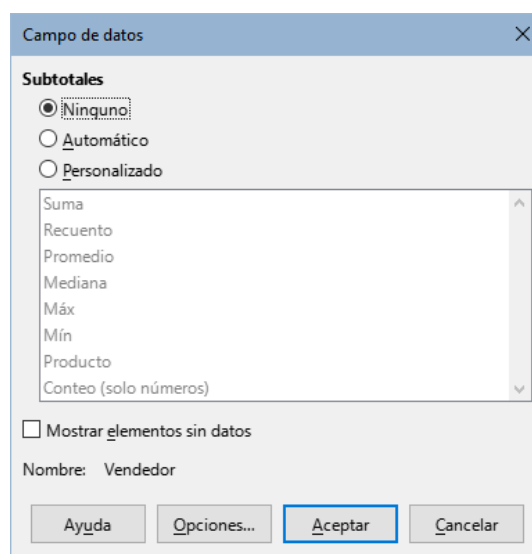 Campo de datos
Subtotales
Ninguno
Automático
Personalizado
Suma
Recuento
Promedio
Mediana
Máx
Mín
Producto
Conteo (solo números)
Mostrar elementos sin datos
Nombre: Vendedor
Ayuda Opciones... Aceptar Cancelar